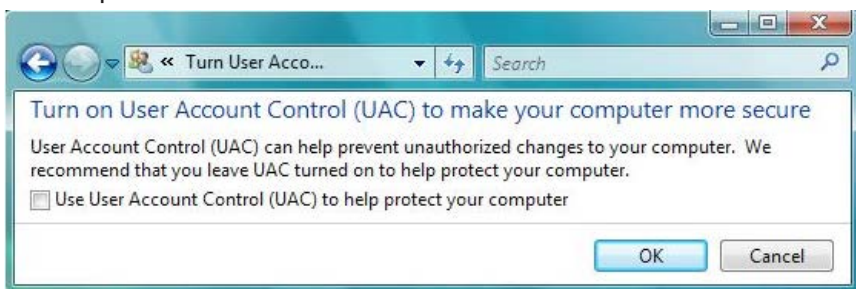 « Turn User Acco...
Search
Turn on User Account Control (UAC) to make your computer more secure
User Account Control (UAC) can help prevent unauthorized changes to your computer. We
recommend that you leave UAC turned on to help protect your computer.
Use User Account Control (UAC) to help protect your computer
OK
Cancel